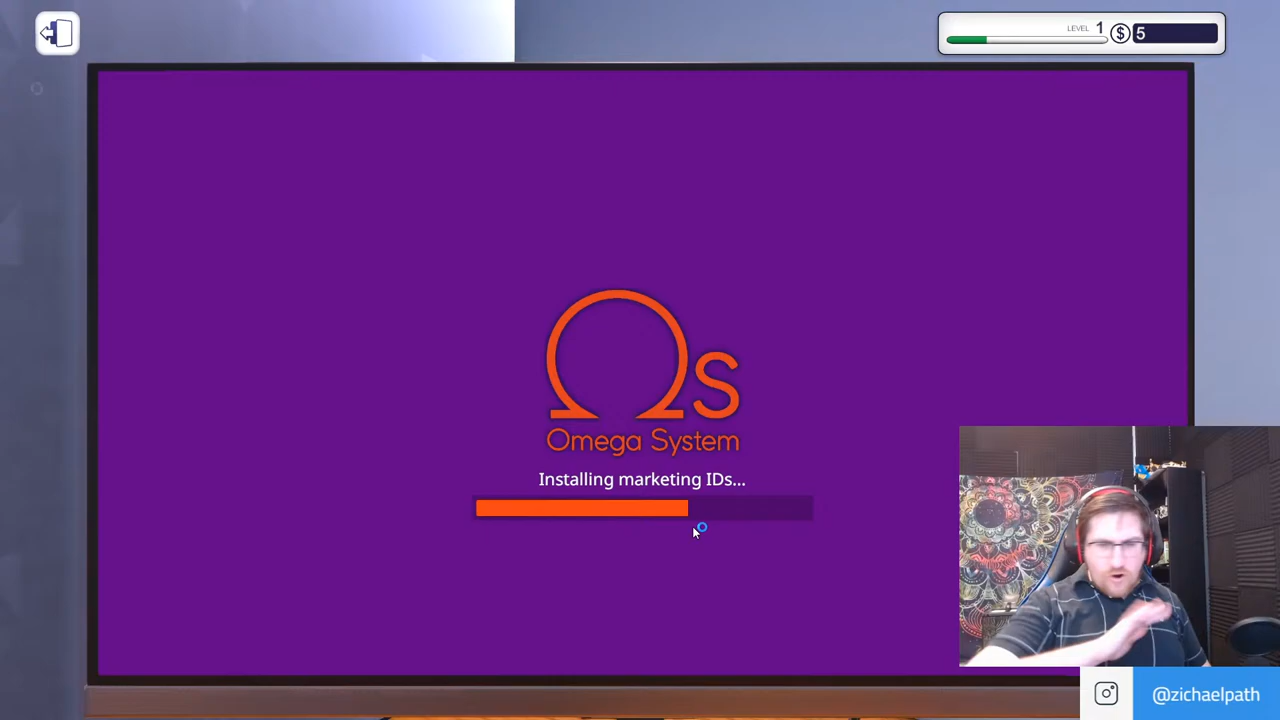 LEVEL 1
$ 5
Ωs
Omega System
Installing marketing IDs...
@zichaelpath